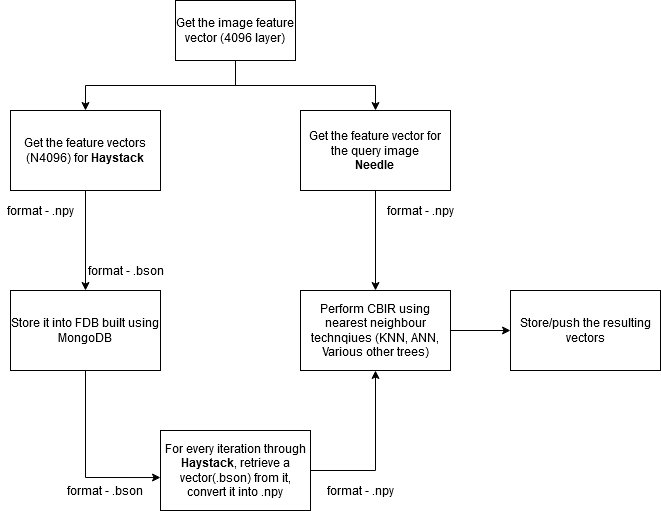 Get the image feature
vector (4096 layer)
Get the feature vectors
(N4096) for Haystack
Get the feature vector for
the query image
Needle
format - .npy
format - .npy
format - .bson
Store it into FDB built using
MongoDB
Perform CBIR using
nearest neighbour
technqiues (KNN, ANN,
Various other trees)
Store/push the resulting
vectors
For every iteration through
Haystack, retrieve a
vector(.bson) from it,
convert it into .npy
format - .bson
format - .npy